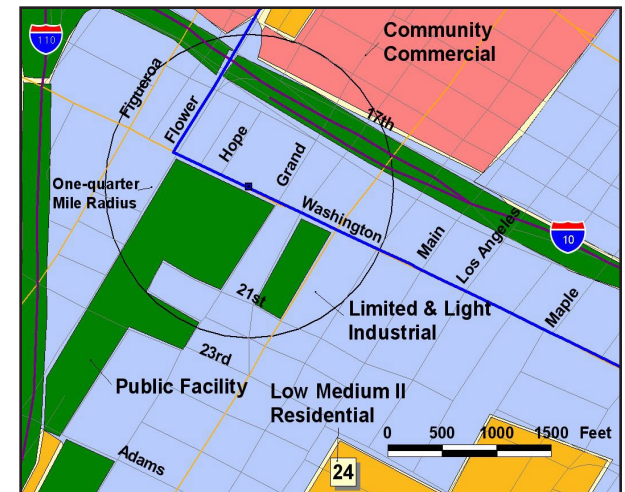 110
Community
Commercial
Figueroa
Flower
17th
Hope
Grand
One-quarter
Mile Radius
Washington
Main
Los Angeles
10
Maple
21st
Limited & Light
Industrial
23rd
Public Facility
Low Medium II
Residential
0 500 1000 1500 Feet
Adams
24